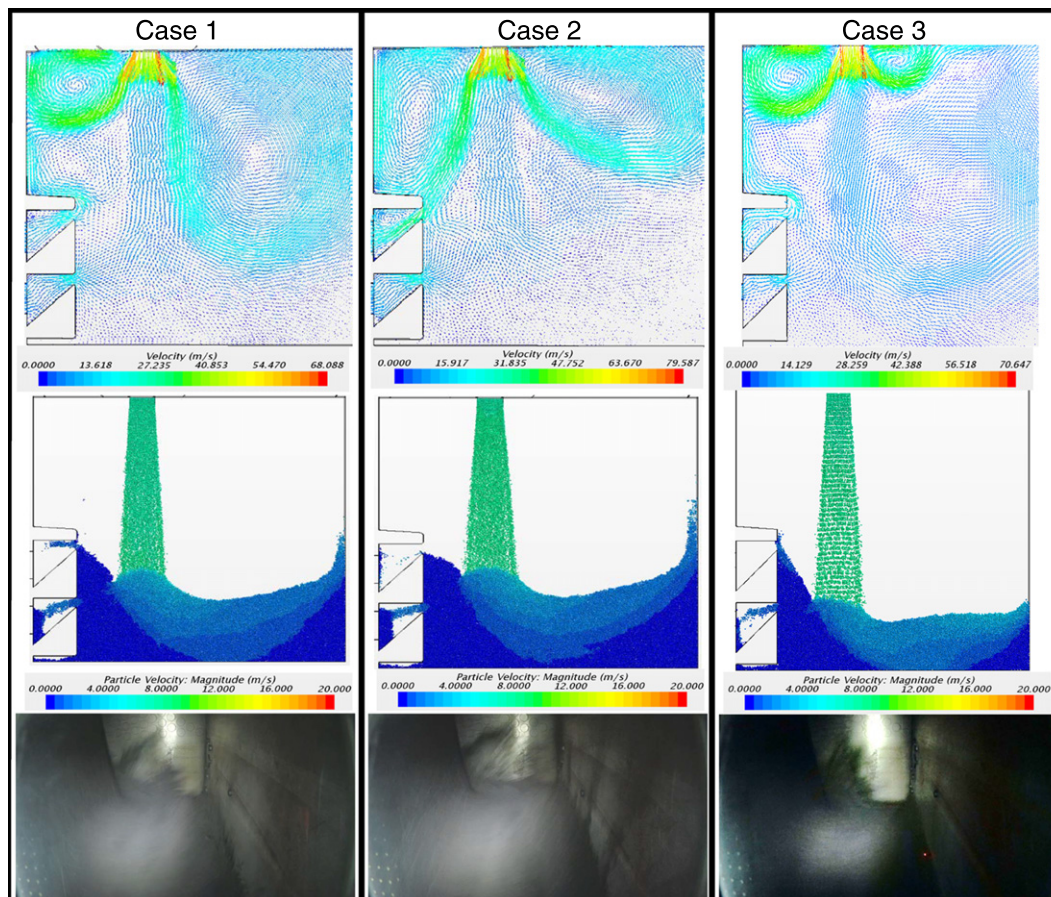 Case 1
Case 2
Case 3
Velocity (m/s)
0.0000 13.618 27.235 40.853 54.470 68.088
Velocity (m/s)
0.0000 15.917 31.835 47.752 63.670 79.587
Velocity (m/s)
0.0000 14.129 28.259 42.388 56.518 70.647
Particle Velocity: Magnitude (m/s)
0.0000 4.0000 8.0000 12.000 16.000 20.000
Particle Velocity: Magnitude (m/s)
0.0000 4.0000 8.0000 12.000 16.000 20.000
Particle Velocity: Magnitude (m/s)
0.0000 4.0000 8.0000 12.000 16.000 20.000